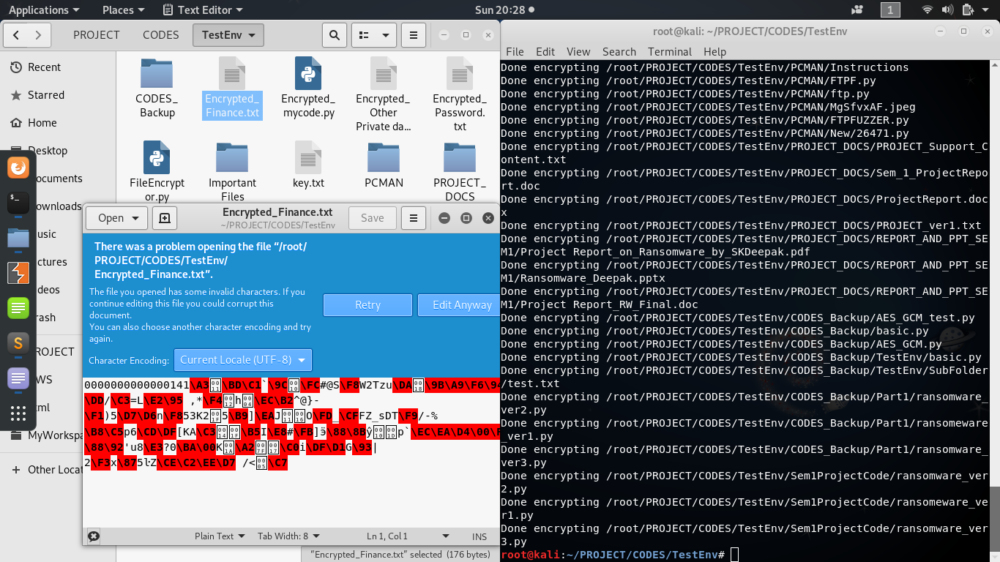 Applications Places Text Editor Sun 20:28 1
PROJECT CODES TestEnv
Recent
Starred
Home
Desktop
ocuments
ownloads
usic
ctures
deos
rash
ROJECT
WS
ml
MyWorkspa
Other Locat
CODES_
Backup
Encrypted_
Finance.txt
Encrypted_
mycode.py
Encrypted_
Other
Private da...
Encrypted_
Password.
txt
FileEncrypt
or.py
Important
Files
key.txt
PCMAN
PROJECT_
DOCS
Open Encrypted_Finance.txt Save
~/PROJECT/CODES/TestEnv
There was a problem opening the file “/root/
PROJECT/CODES/TestEnv/
Encrypted_Finance.txt”.
The file you opened has some invalid characters. If you
continue editing this file you could corrupt this
document.
You can also choose another character encoding and try
again.
Retry Edit Anyway
Character Encoding: Current Locale (UTF-8)
0000000000000141\A3 \BD\C1`\9C \FC#@S\F8W2Tzu\DA \9B\A9\F6\94
\DD/\C3=L\E2\95 ,*\F4 h \EC\B2^@}-
\F1)5\D7\D6n\F853K2 5\B9]\EAJ O\FD_\CFFZ_sDT\F9/-%
\B8\C5p6\CD\DF[KA\C3 \B5I\E8#\FB] \88\8Bŷ p`\EC\EA\D4\00\F
\88\92'u8\E3?0\BA\00K \A2 \C0i\DF\D1G\93|
2\F3x\875 Z\CE\C2\EE\D7 /< \C7
Plain Text Tab Width: 8 Ln 1, Col 1 INS
“Encrypted_Finance.txt” selected (176 bytes)
root@kali: ~/PROJECT/CODES/TestEnv
File Edit View Search Terminal Help
Done encrypting /root/PROJECT/CODES/TestEnv/PCMAN/Instructions
Done encrypting /root/PROJECT/CODES/TestEnv/PCMAN/FTPF.py
Done encrypting /root/PROJECT/CODES/TestEnv/PCMAN/ftp.py
Done encrypting /root/PROJECT/CODES/TestEnv/PCMAN/MgSfvxAF.jpeg
Done encrypting /root/PROJECT/CODES/TestEnv/PCMAN/FTPFUZZER.py
Done encrypting /root/PROJECT/CODES/TestEnv/PCMAN/New/26471.py
Done encrypting /root/PROJECT/CODES/TestEnv/PROJECT_DOCS/PROJECT_Support_C
ontent.txt
Done encrypting /root/PROJECT/CODES/TestEnv/PROJECT_DOCS/Sem_1_ProjectRepo
rt.doc
Done encrypting /root/PROJECT/CODES/TestEnv/PROJECT_DOCS/ProjectReport.doc
x
Done encrypting /root/PROJECT/CODES/TestEnv/PROJECT_DOCS/PROJECT_ver1.txt
Done encrypting /root/PROJECT/CODES/TestEnv/PROJECT_DOCS/REPORT_AND_PPT_SE
M1/Project Report_on_Ransomware_by_SKDeepak.pdf
Done encrypting /root/PROJECT/CODES/TestEnv/PROJECT_DOCS/REPORT_AND_PPT_SE
M1/Ransomware_Deepak.pptx
Done encrypting /root/PROJECT/CODES/TestEnv/PROJECT_DOCS/REPORT_AND_PPT_SE
M1/Project Report_RW_Final.doc
Done encrypting /root/PROJECT/CODES/TestEnv/CODES_Backup/AES_GCM_test.py
Done encrypting /root/PROJECT/CODES/TestEnv/CODES_Backup/basic.py
Done encrypting /root/PROJECT/CODES/TestEnv/CODES_Backup/AES_GCM.py
Done encrypting /root/PROJECT/CODES/TestEnv/CODES_Backup/TestEnv/basic.py
Done encrypting /root/PROJECT/CODES/TestEnv/CODES_Backup/TestEnv/SubFolder
/test.txt
Done encrypting /root/PROJECT/CODES/TestEnv/CODES_Backup/Part1/ransomware_
ver2.py
Done encrypting /root/PROJECT/CODES/TestEnv/CODES_Backup/Part1/ransomeware
_ver1.py
Done encrypting /root/PROJECT/CODES/TestEnv/CODES_Backup/Part1/ransomware_
ver3.py
Done encrypting /root/PROJECT/CODES/TestEnv/Sem1ProjectCode/ransomware_ver
2.py
Done encrypting /root/PROJECT/CODES/TestEnv/Sem1ProjectCode/ransomeware_ve
r1.py
Done encrypting /root/PROJECT/CODES/TestEnv/Sem1ProjectCode/ransomware_ver
3.py
root@kali:~/PROJECT/CODES/TestEnv#